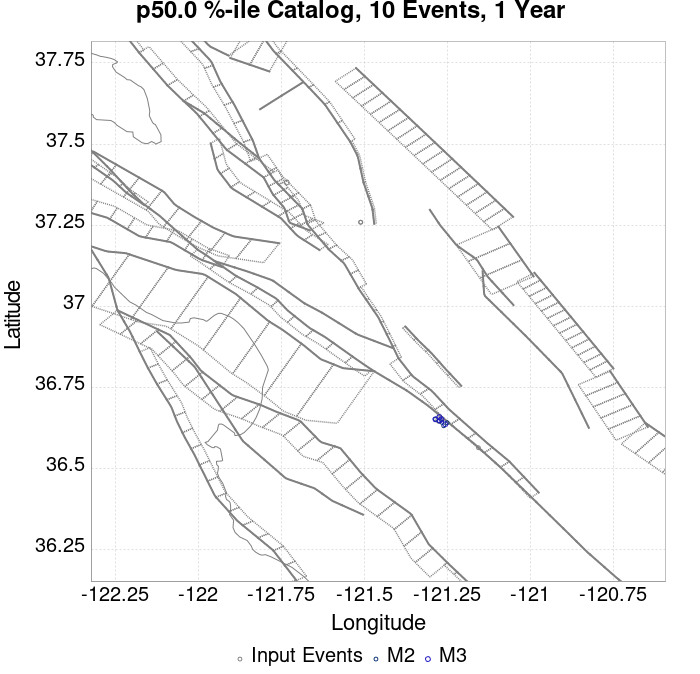 p50.0 %-ile Catalog, 10 Events, 1 Year
37.75
37.5
37.25
37
36.75
36.5
36.25
Latitude
-122.25 -122 -121.75 -121.5 -121.25 -121 -120.75
Longitude
Input Events M2 M3